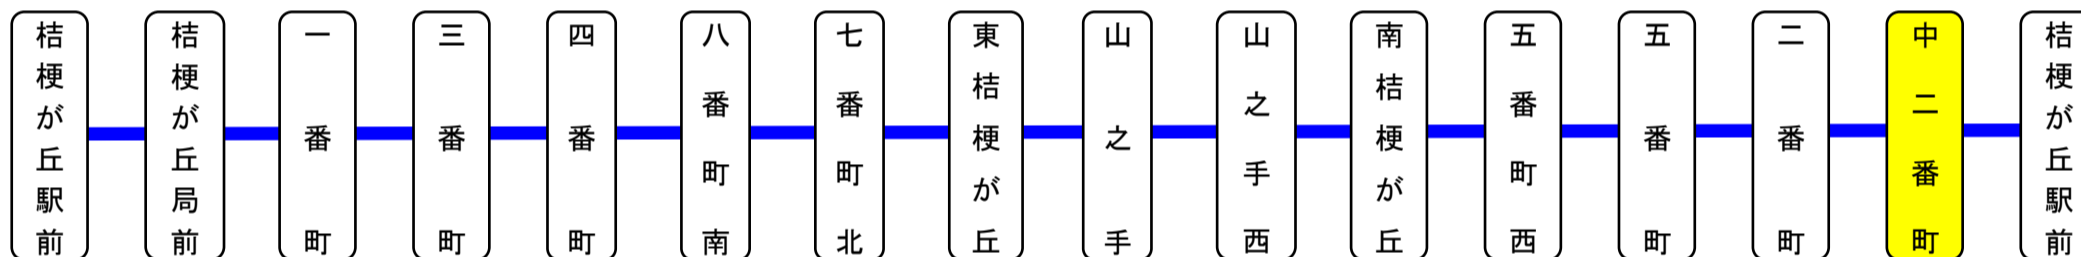 桔梗が丘駅前
桔梗が丘局前
一番町
三番町
四番町
八番町南
七番町北
東桔梗が丘
山之手
山之手西
南桔梗が丘
五番町西
五番町
二番町
中二番町
桔梗が丘駅前